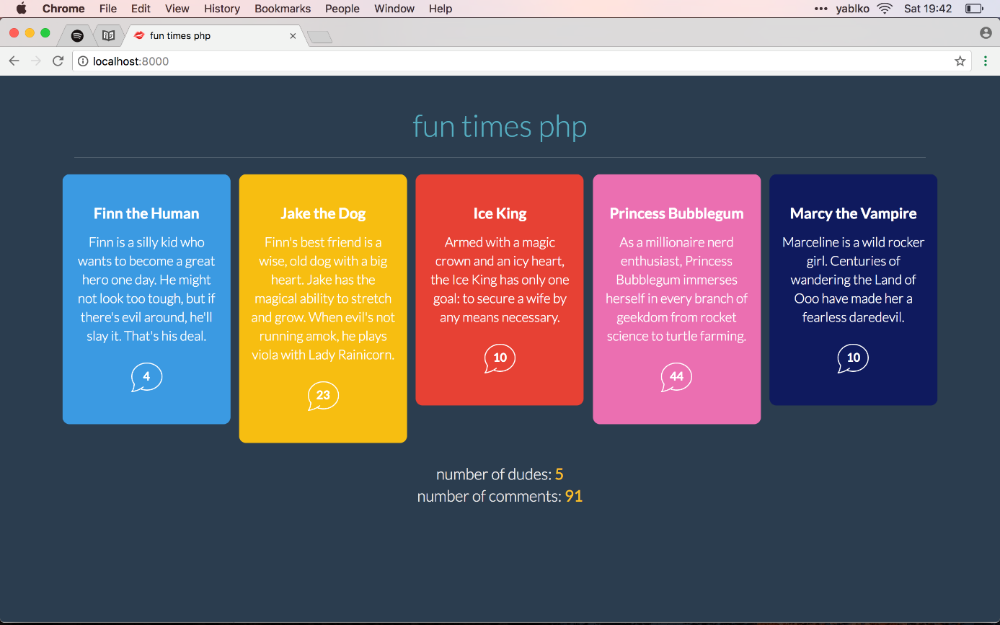 Chrome File Edit View History Bookmarks People Window Help ••• yablko Sat 19:42
fun times php
localhost:8000
fun times php
Finn the Human
Finn is a silly kid who
wants to become a great
hero one day. He might
not look too tough, but if
there's evil around, he'll
slay it. That's his deal.
4
Jake the Dog
Finn's best friend is a
wise, old dog with a big
heart. Jake has the
magical ability to stretch
and grow. When evil's not
running amok, he plays
viola with Lady Rainicorn.
23
Ice King
Armed with a magic
crown and an icy heart,
the Ice King has only one
goal: to secure a wife by
any means necessary.
10
Princess Bubblegum
As a millionaire nerd
enthusiast, Princess
Bubblegum immerses
herself in every branch of
geekdom from rocket
science to turtle farming.
44
Marcy the Vampire
Marceline is a wild rocker
girl. Centuries of
wandering the Land of
Ooo have made her a
fearless daredevil.
10
number of dudes: 5
number of comments: 91